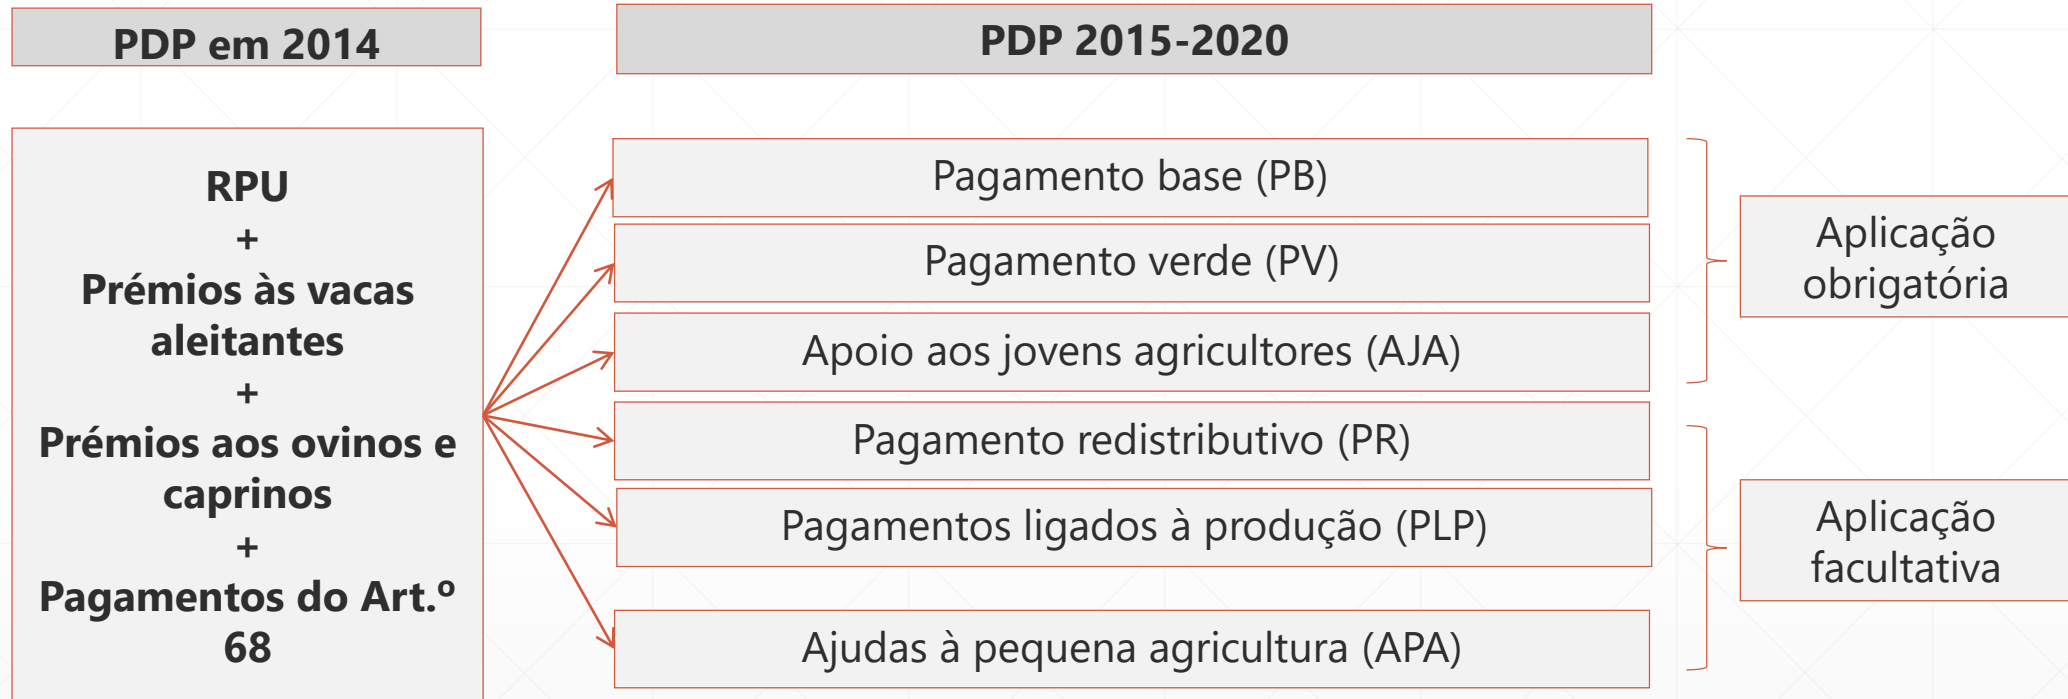 PDP em 2014
PDP 2015-2020
RPU
+
Prémios às vacas
aleitantes
+
Prémios aos ovinos e
caprinos
+
Pagamentos do Art.º
68
Pagamento base (PB)
Pagamento verde (PV)
Apoio aos jovens agricultores (AJA)
Pagamento redistributivo (PR)
Pagamentos ligados à produção (PLP)
Ajudas à pequena agricultura (APA)
Aplicação
obrigatória
Aplicação
facultativa